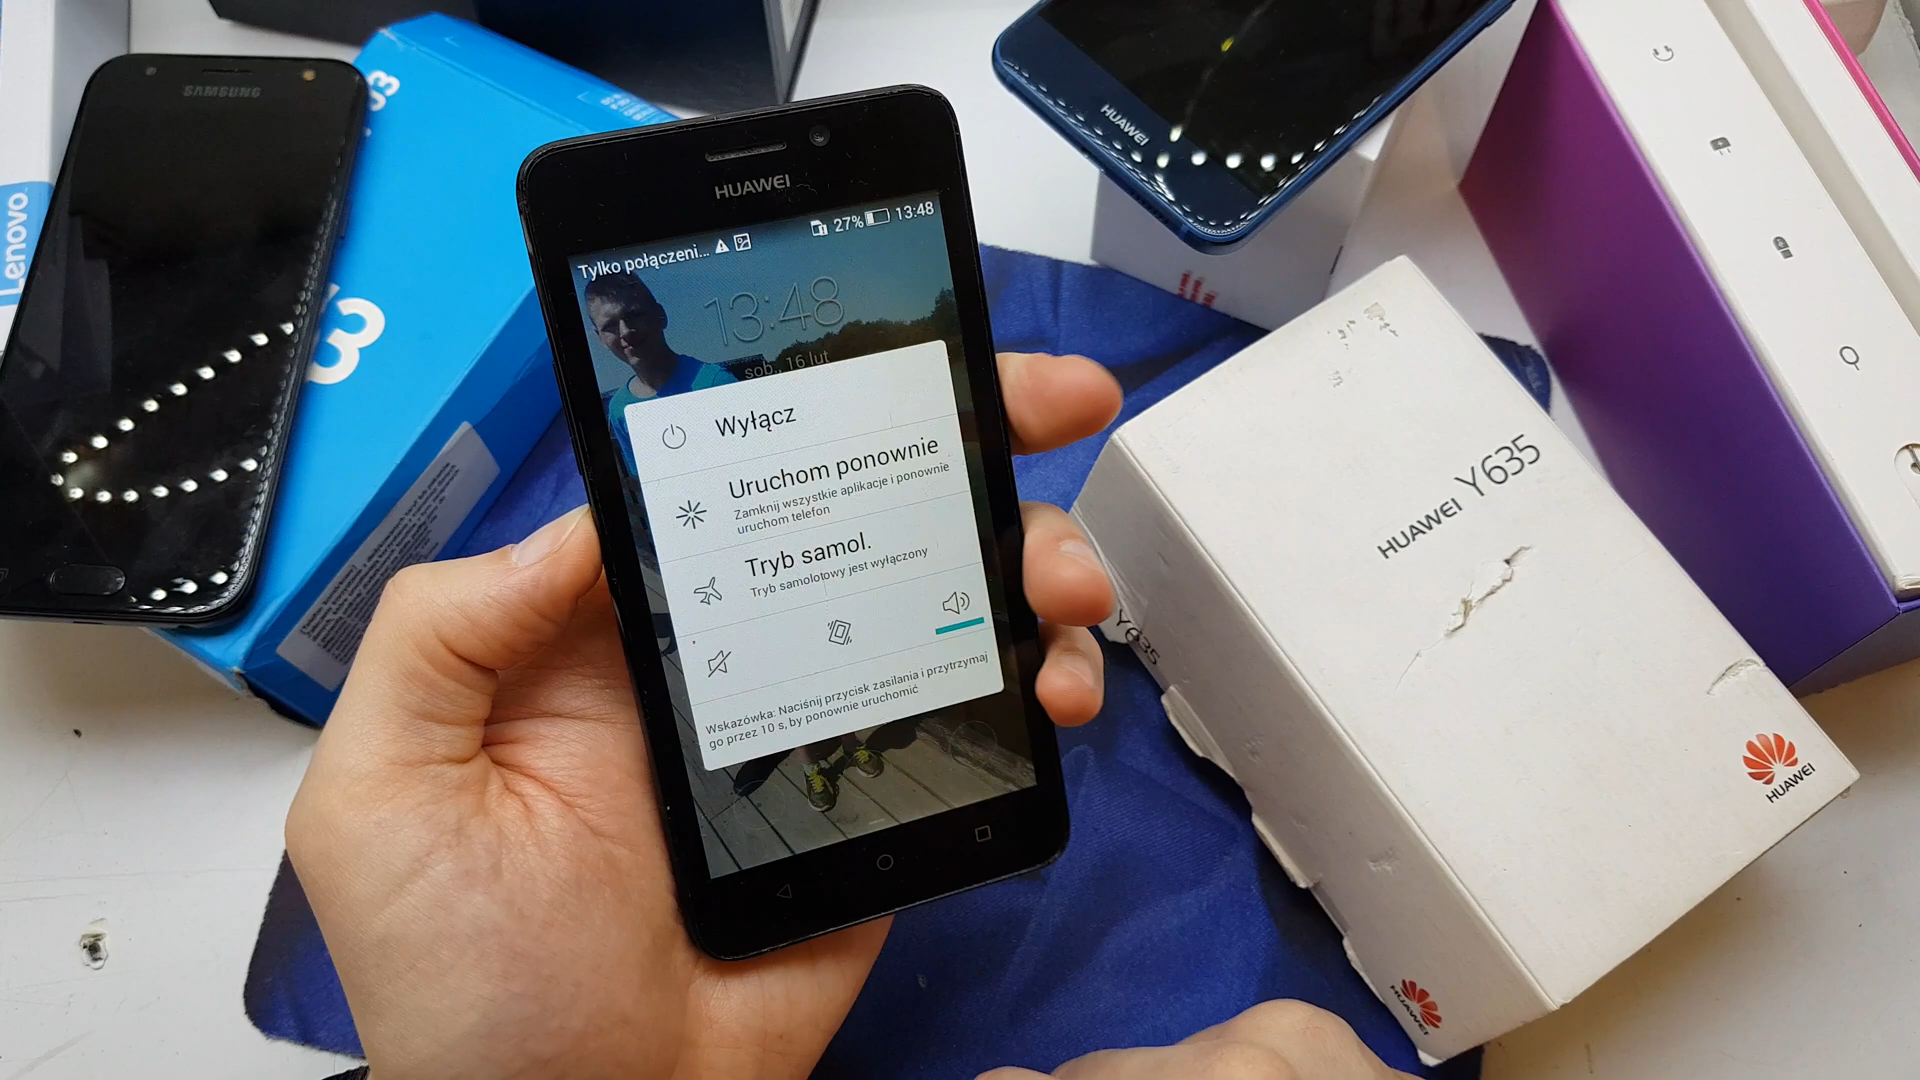 SAMSUNG
Lenovo
HUAWEI
Tylko połączeni...
27%
13:48
13:48
sob., 16 lut
Wyłącz
Uruchom ponownie
Zamknij wszystkie aplikacje i ponownie
uruchom telefon
Tryb samol.
Tryb samolotowy jest wyłączony
Wskazówka: Naciśnij przycisk zasilania i przytrzymaj
go przez 10 s, by ponownie uruchomić
HUAWEI
HUAWEI Y635
Y635
HUAWEI
HUAWEI